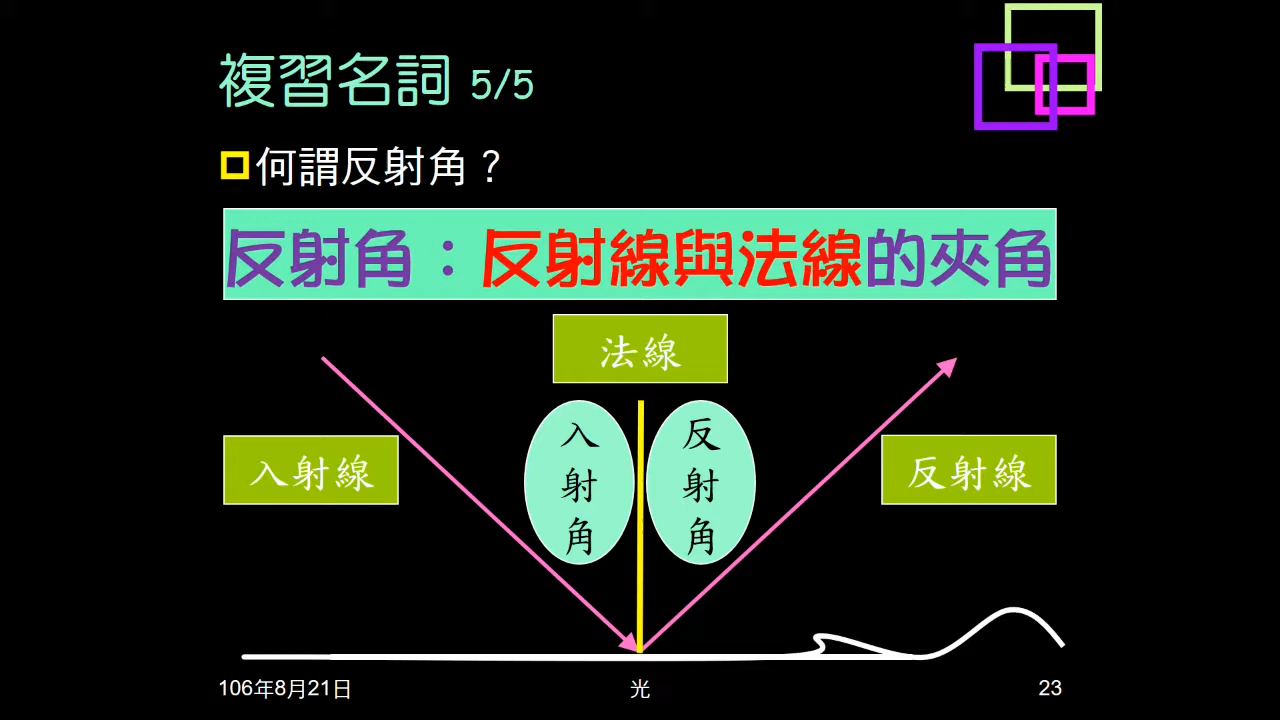 複習名詞 5/5
何謂反射角？
反射角：反射線與法線的夾角
法線
入射線
入射角
反射角
反射線
106年8月21日
光
23